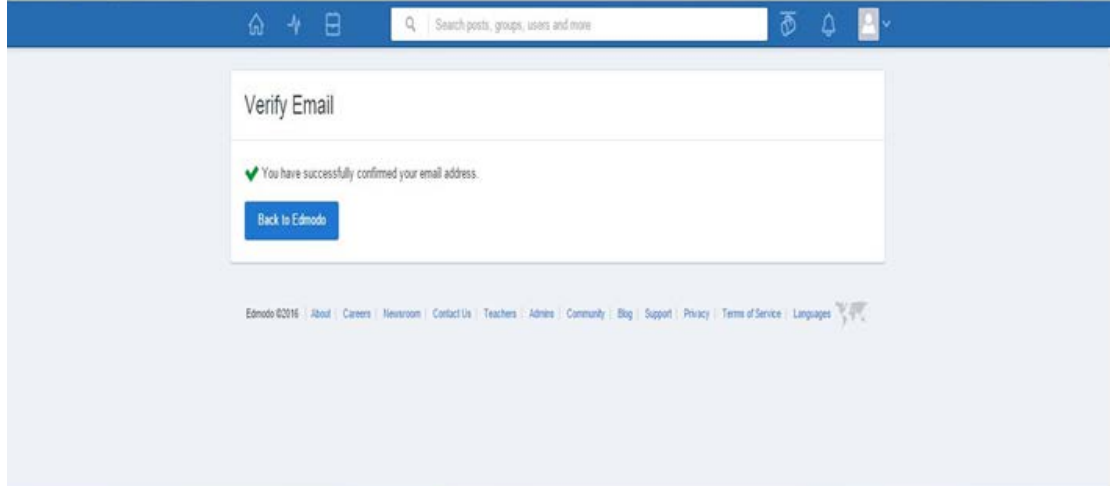 Search posts, groups, users and more
Verify Email
You have successfully confirmed your email address.
Back to Edmodo
Edmodo ©2016 | About | Careers | Newsroom | Contact Us | Teachers | Admins | Community | Blog | Support | Privacy | Terms of Service | Languages